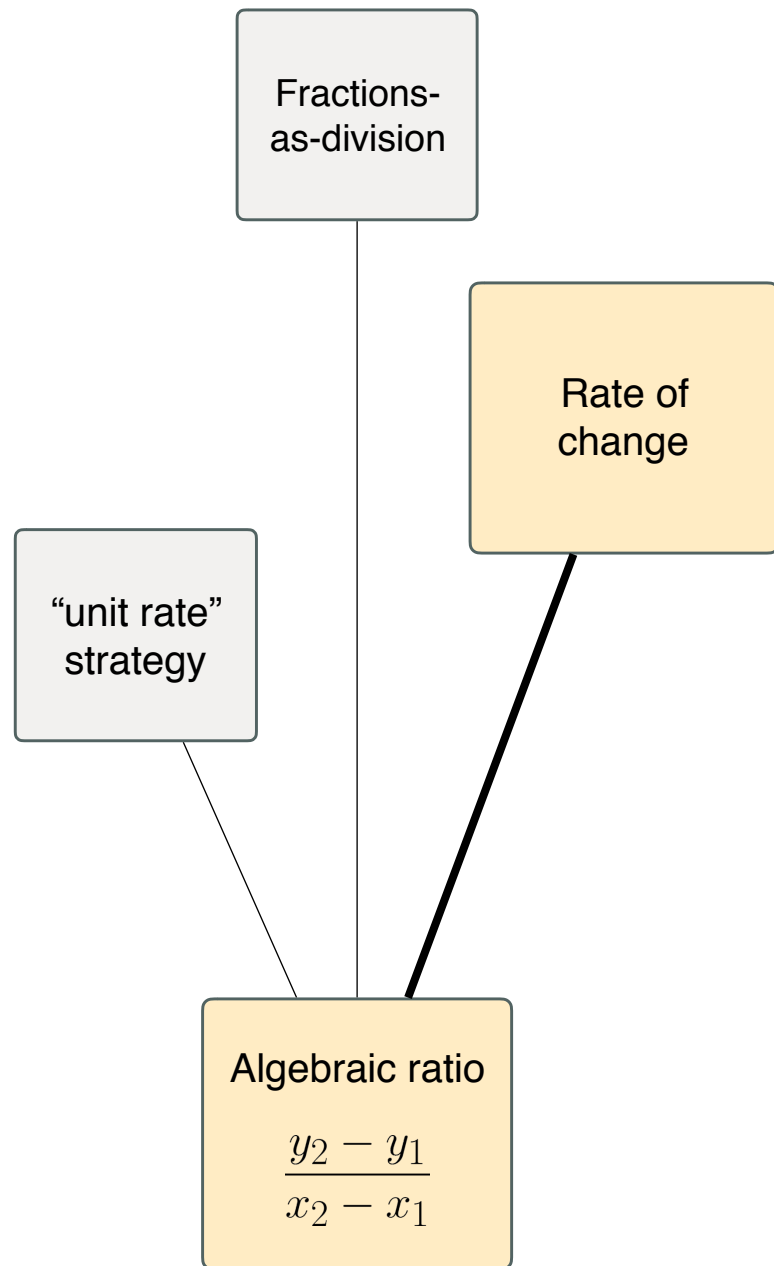 Fractions-
as-division
Rate of
change
“unit rate”
strategy
Algebraic ratio
y₂ − y₁
x₂ − x₁